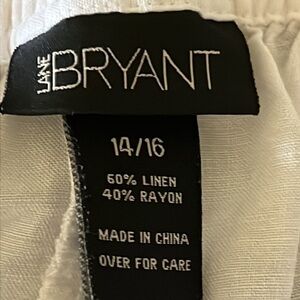 LANE BRYANT
14/16
60% LINEN
40% RAYON
MADE IN CHINA
OVER FOR CARE